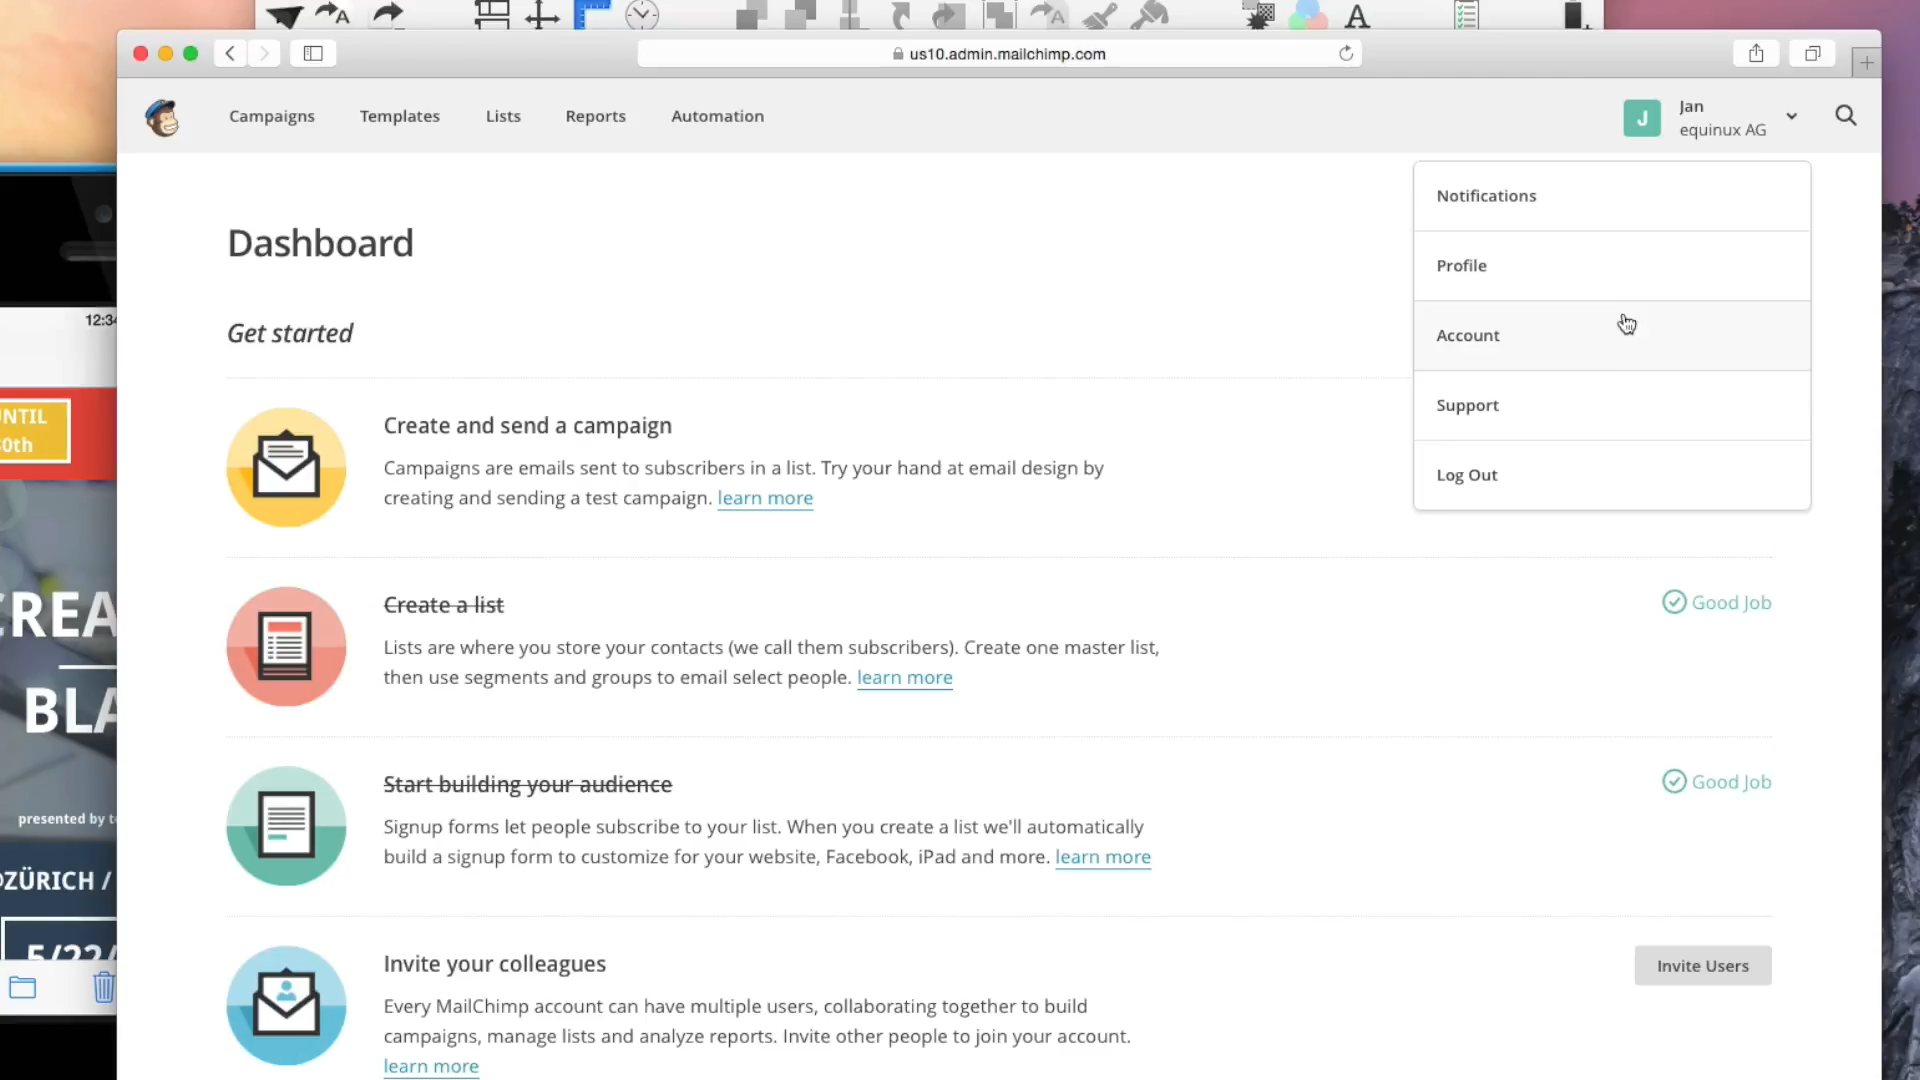 us10.admin.mailchimp.com
Campaigns
Templates
Lists
Reports
Automation
J
Jan
equinux AG
Notifications
Profile
Account
Support
Log Out
Dashboard
Get started
Create and send a campaign
Campaigns are emails sent to subscribers in a list. Try your hand at email design by
creating and sending a test campaign. learn more
Create a list
Good Job
Lists are where you store your contacts (we call them subscribers). Create one master list,
then use segments and groups to email select people. learn more
Start building your audience
Good Job
Signup forms let people subscribe to your list. When you create a list we'll automatically
build a signup form to customize for your website, Facebook, iPad and more. learn more
Invite your colleagues
Invite Users
Every MailChimp account can have multiple users, collaborating together to build
campaigns, manage lists and analyze reports. Invite other people to join your account.
learn more
12:34
NTIL
0th
CREA
BLA
presented by t
ZÜRICH /
5/22/
A
A
A